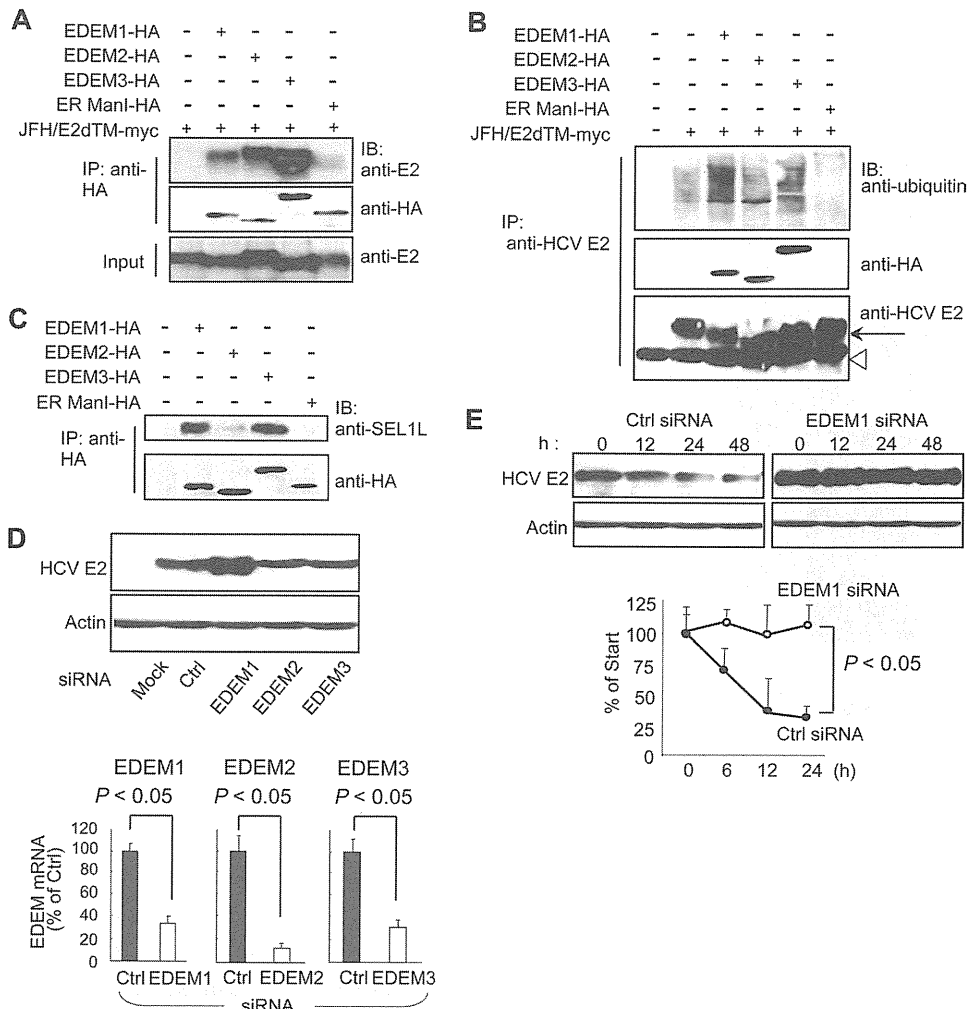 A
EDEM1-HA - + - - -
EDEM2-HA - - + - -
EDEM3-HA - - - + -
ER ManI-HA - - - - +
JFH/E2dTM-myc + + + + +
IP: anti-HA
IB:
anti-E2
anti-HA
Input
anti-E2
B
EDEM1-HA - - + - - -
EDEM2-HA - - - + - -
EDEM3-HA - - - - + -
ER ManI-HA - - - - - +
JFH/E2dTM-myc - + + + + +
IP:
anti-HCV E2
IB:
anti-ubiquitin
anti-HA
anti-HCV E2
C
EDEM1-HA - + - - -
EDEM2-HA - - + - -
EDEM3-HA - - - + -
ER ManI-HA - - - - +
IP: anti-
HA
IB:
anti-SEL1L
anti-HA
D
HCV E2
Actin
siRNA
Mock
Ctrl
EDEM1
EDEM2
EDEM3
EDEM1 EDEM2 EDEM3
P < 0.05 P < 0.05 P < 0.05
EDEM mRNA
(% of Ctrl)
120
100
80
60
40
20
0
Ctrl EDEM1 Ctrl EDEM2 Ctrl EDEM3
siRNA
E
Ctrl siRNA EDEM1 siRNA
h : 0 12 24 48 0 12 24 48
HCV E2
Actin
EDEM1 siRNA
% of Start
125
100
75
50
25
0
P < 0.05
Ctrl siRNA
0 6 12 24 (h)